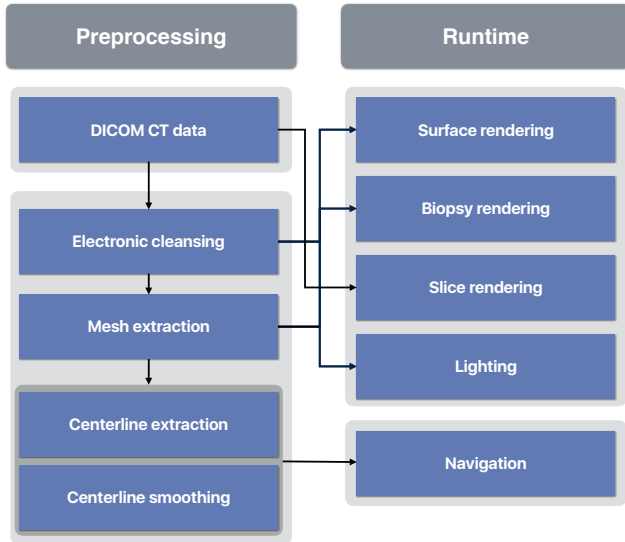 Preprocessing
DICOM CT data
Electronic cleansing
Mesh extraction
Centerline extraction
Centerline smoothing
Runtime
Surface rendering
Biopsy rendering
Slice rendering
Lighting
Navigation